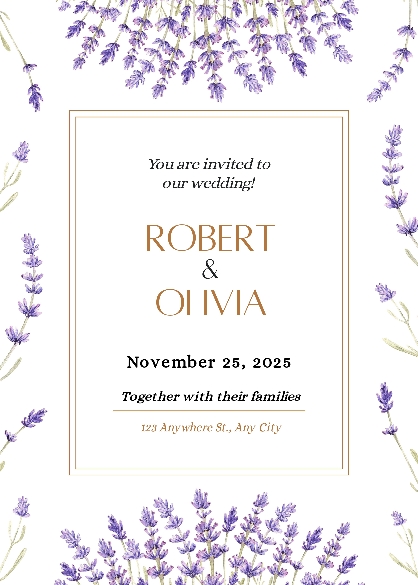 You are invited to
our wedding!
ROBERT
&
OLIVIA
November 25, 2025
Together with their families
123 Anywhere St., Any City